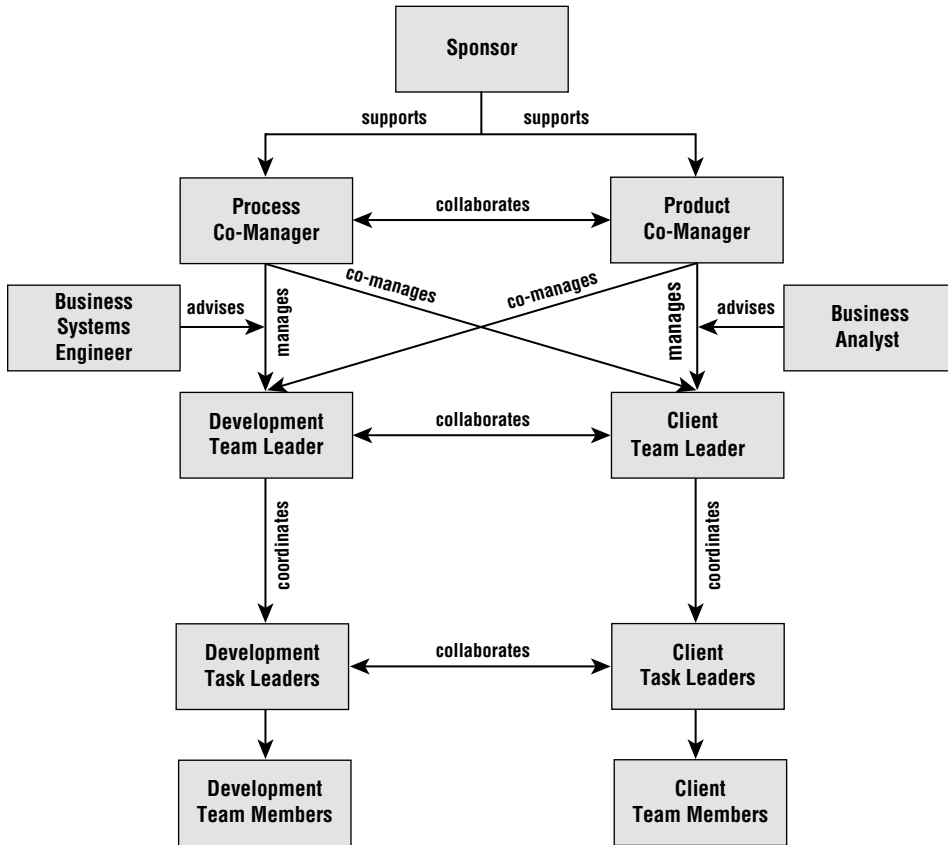 Sponsor
supports
supports
Process
Co-Manager
collaborates
Product
Co-Manager
co-manages
co-manages
Business
Systems
Engineer
advises
manages
manages
advises
Business
Analyst
Development
Team Leader
collaborates
Client
Team Leader
coordinates
coordinates
Development
Task Leaders
collaborates
Client
Task Leaders
Development
Team Members
Client
Team Members